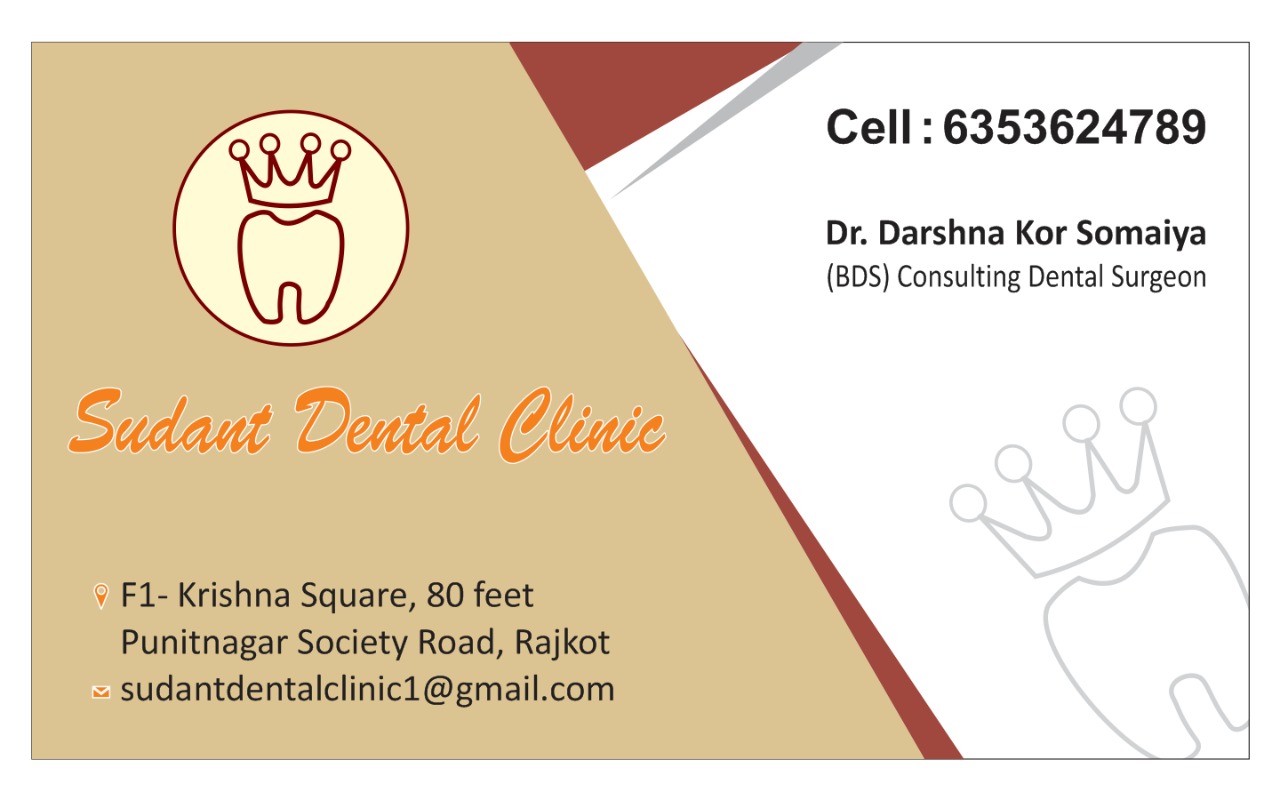 Cell : 6353624789
Dr. Darshna Kor Somaiya
(BDS) Consulting Dental Surgeon
Sudant Dental Clinic
F1- Krishna Square, 80 feet
Punitnagar Society Road, Rajkot
sudantdentalclinic1@gmail.com